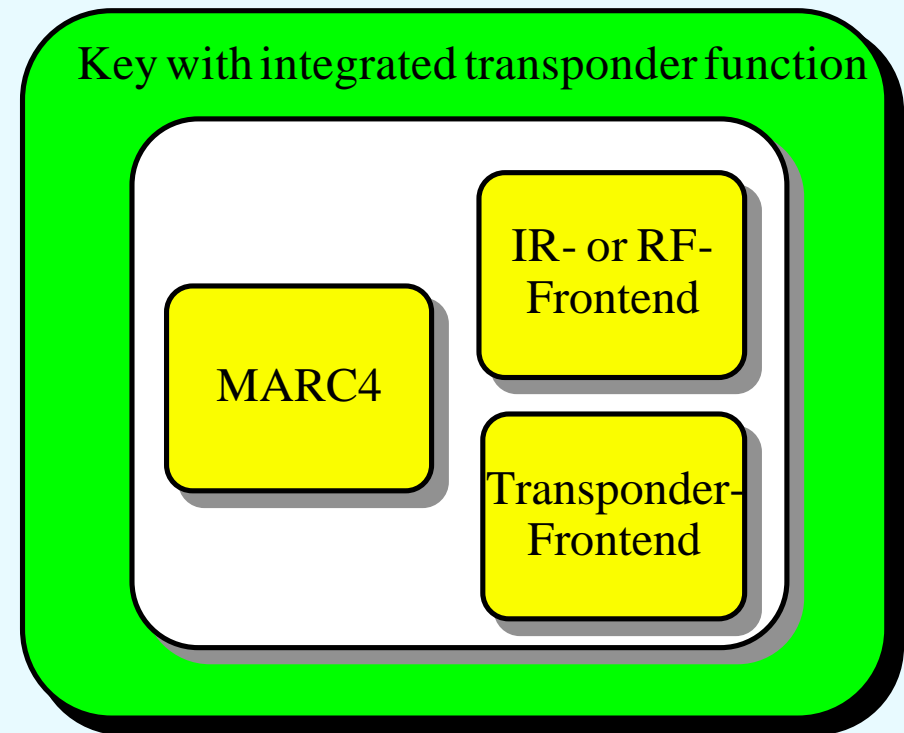 Key with integrated transponder function
MARC4
IR- or RF-
Frontend
Transponder-
Frontend